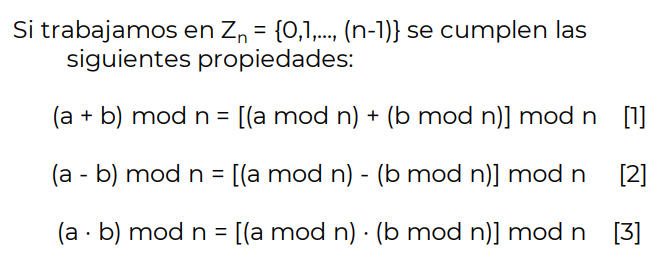 Si trabajamos en Zn = {0,1,..., (n-1)} se cumplen las
siguientes propiedades:
(a + b) mod n = [(a mod n) + (b mod n)] mod n [1]
(a - b) mod n = [(a mod n) - (b mod n)] mod n [2]
(a · b) mod n = [(a mod n) · (b mod n)] mod n [3]